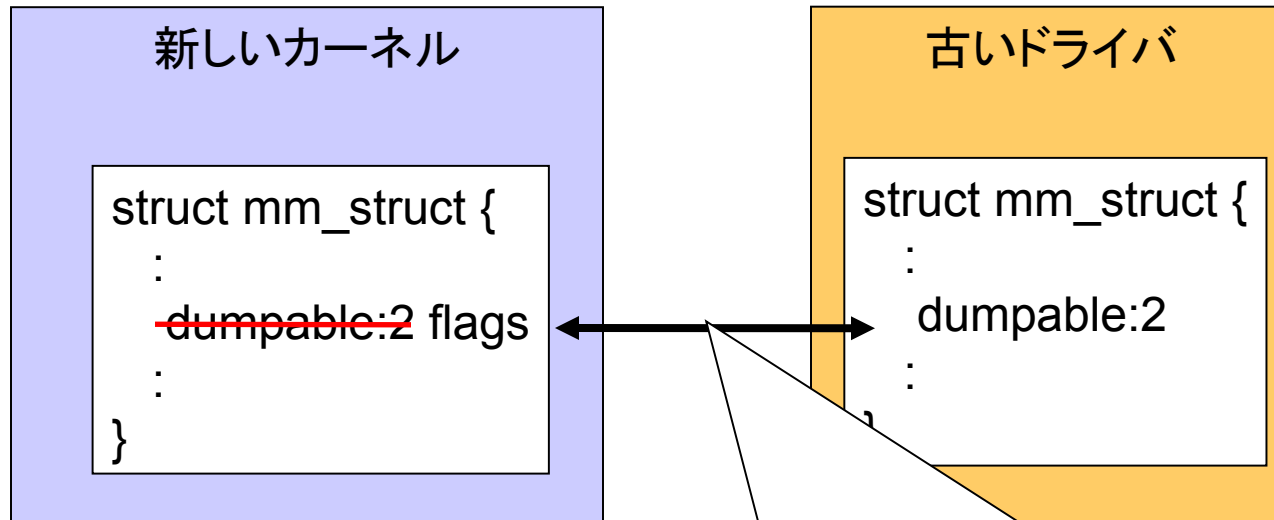 新しいカーネル
struct mm_struct {
:
dumpable:2 flags
:
}
古いドライバ
struct mm_struct {
:
dumpable:2
:
}